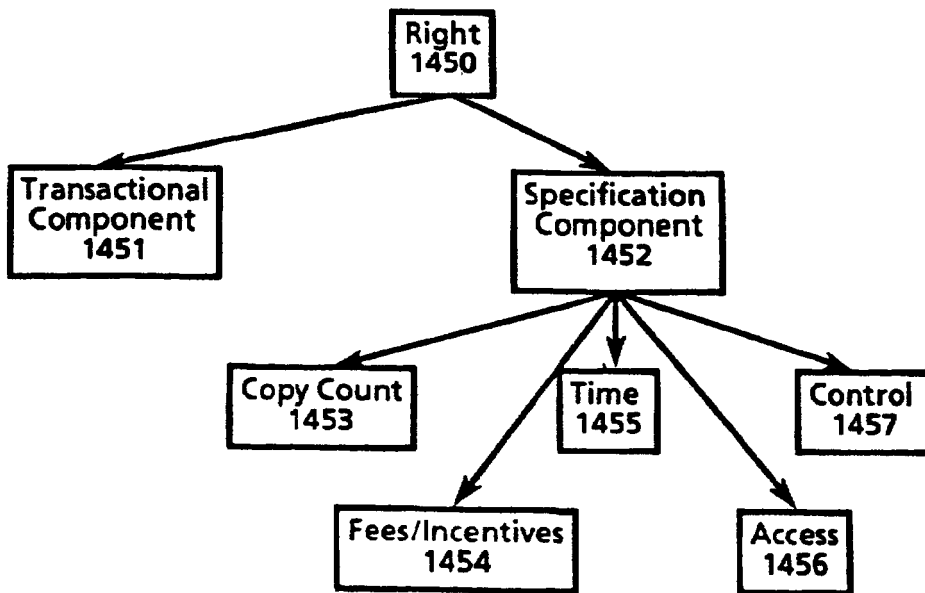 Right
1450
Transactional
Component
1451
Specification
Component
1452
Copy Count
1453
Time
1455
Control
1457
Fees/Incentives
1454
Access
1456